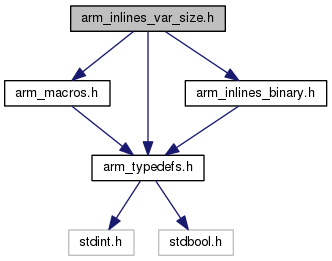 arm_inlines_var_size.h
arm_macros.h
arm_inlines_binary.h
arm_typedefs.h
stdint.h
stdbool.h